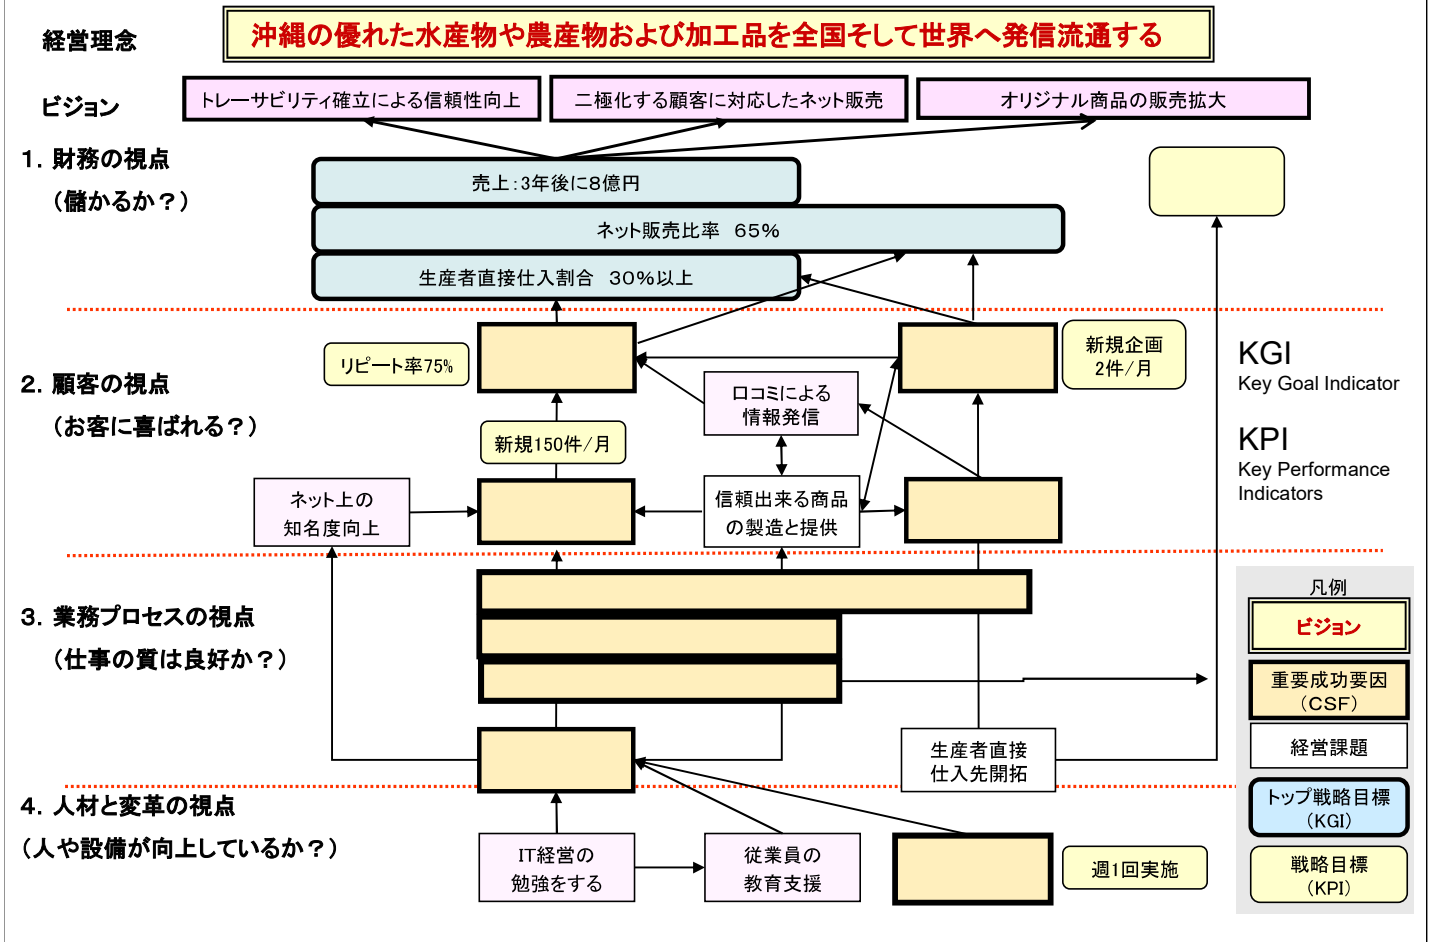 経営理念
沖縄の優れた水産物や農産物および加工品を全国そして世界へ発信流通する
ビジョン
トレーサビリティ確立による信頼性向上
二極化する顧客に対応したネット販売
オリジナル商品の販売拡大
1．財務の視点
（儲かるか？）
売上：3年後に８億円
ネット販売比率　６５％
生産者直接仕入割合　３０％以上
2．顧客の視点
（お客に喜ばれる？）
リピート率75%
新規企画
2件/月
口コミによる
情報発信
新規150件/月
ネット上の
知名度向上
信頼出来る商品
の製造と提供
KGI
Key Goal Indicator
KPI
Key Performance
Indicators
3．業務プロセスの視点
（仕事の質は良好か？）
生産者直接
仕入先開拓
4．人材と変革の視点
（人や設備が向上しているか？）
IT経営の
勉強をする
従業員の
教育支援
週1回実施
凡例
ビジョン
重要成功要因
（ＣＳＦ）
経営課題
トップ戦略目標
（KGI）
戦略目標
（KPI）